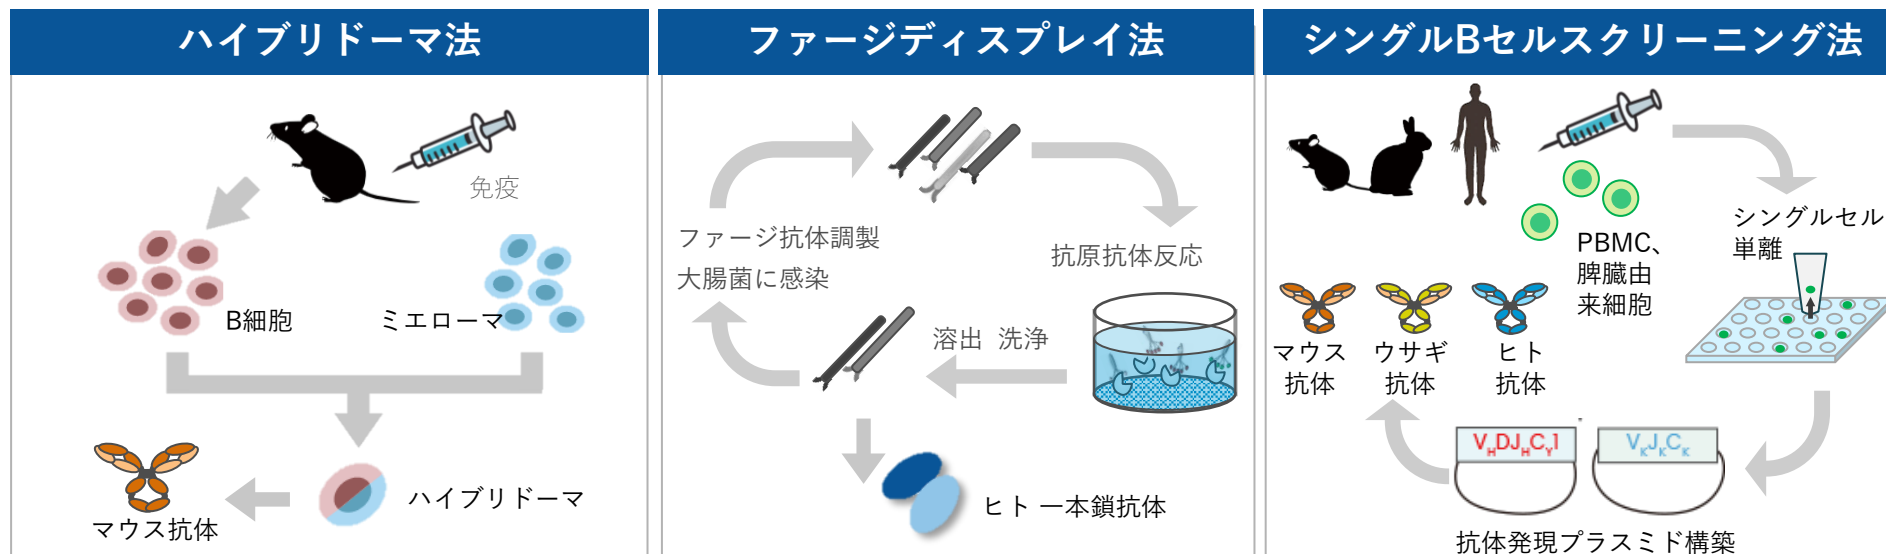 ハイブリドーマ法
免疫
B細胞
ミエローマ
ハイブリドーマ
マウス抗体
ファージディスプレイ法
ファージ抗体調製
大腸菌に感染
抗原抗体反応
溶出 洗浄
ヒト 一本鎖抗体
シングルBセルスクリーニング法
シングルセル
単離
PBMC、
脾臓由
来細胞
マウス
抗体
ウサギ
抗体
ヒト
抗体
VHDJHCγ1
VKJKCK
抗体発現プラスミド構築